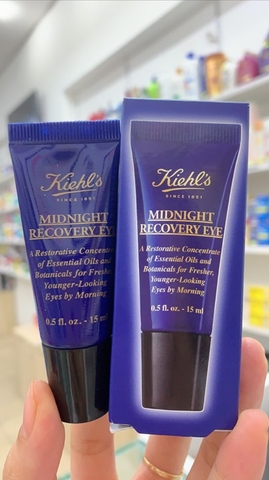 Kiehl's
SINCE 1851
MIDNIGHT
RECOVERY EYE
A Restorative Concentrate
of Essential Oils and
Botanicals for Fresher,
Younger-Looking
Eyes by Morning
0.5 fl. oz. - 15 ml
Kiehl's
SINCE 1851
MIDNIGHT
RECOVERY EYE
A Restorative Concentrate
of Essential Oils and
Botanicals for Fresher,
Younger-Looking
Eyes by Morning
0.5 fl. oz. - 15 ml